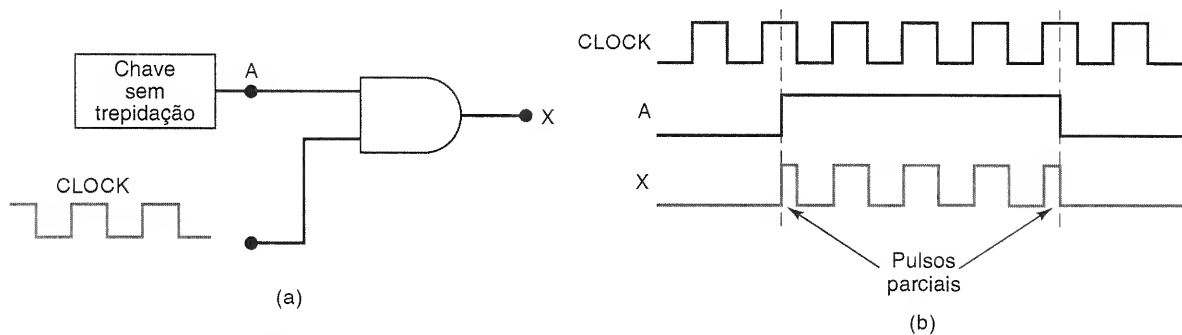 Chave
sem
trepidação
A
X
CLOCK
(a)
CLOCK
A
X
Pulsos
parciais
(b)